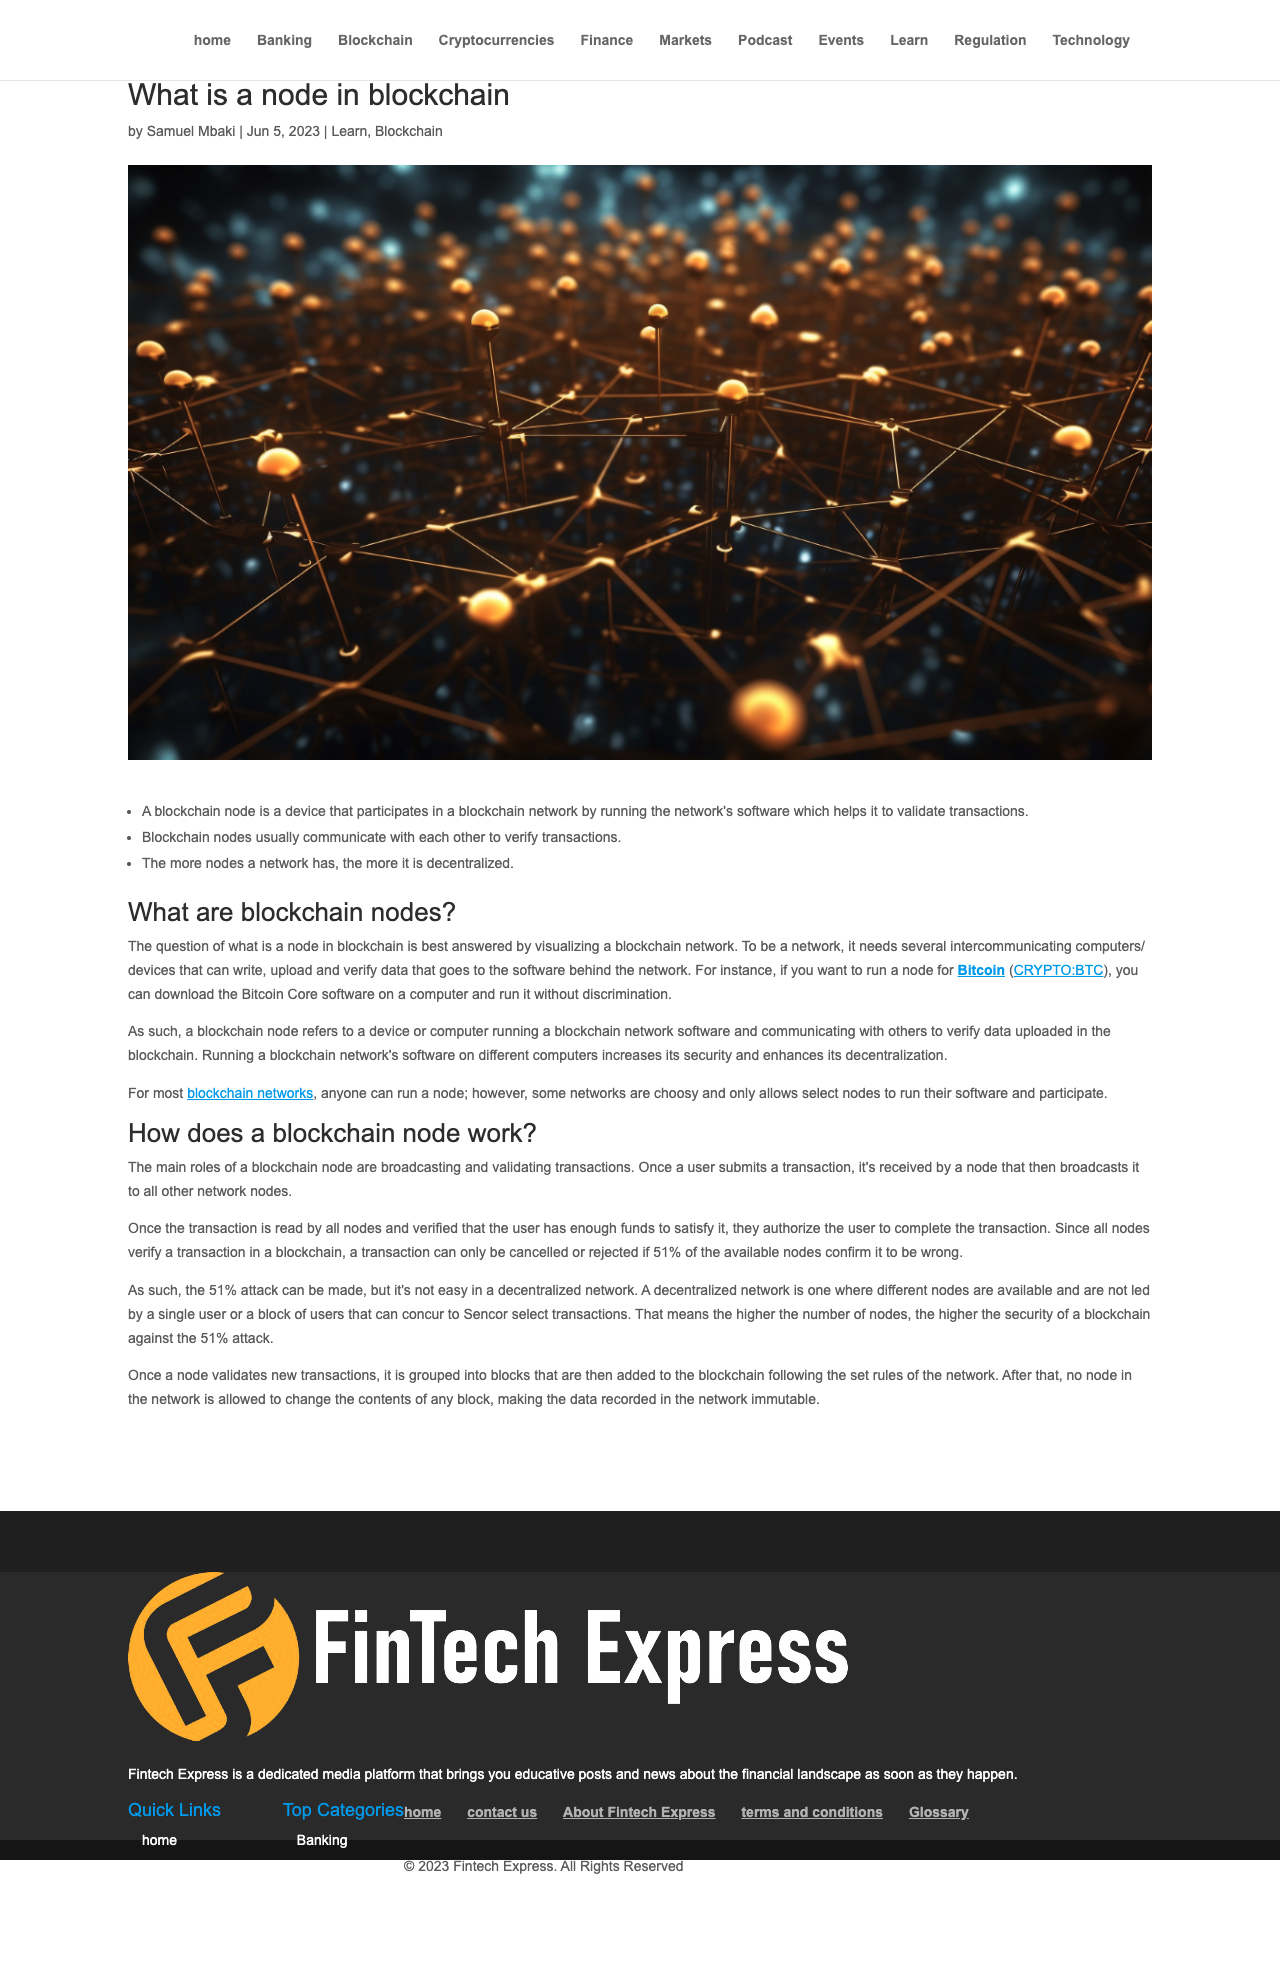 home Banking Blockchain Cryptocurrencies Finance Markets Podcast Events Learn Regulation Technology
What is a node in blockchain
by Samuel Mbaki | Jun 5, 2023 | Learn, Blockchain
• A blockchain node is a device that participates in a blockchain network by running the network's software which helps it to validate transactions.
• Blockchain nodes usually communicate with each other to verify transactions.
• The more nodes a network has, the more it is decentralized.
What are blockchain nodes?
The question of what is a node in blockchain is best answered by visualizing a blockchain network. To be a network, it needs several intercommunicating computers/
devices that can write, upload and verify data that goes to the software behind the network. For instance, if you want to run a node for Bitcoin (CRYPTO:BTC), you
can download the Bitcoin Core software on a computer and run it without discrimination.
As such, a blockchain node refers to a device or computer running a blockchain network software and communicating with others to verify data uploaded in the
blockchain. Running a blockchain network's software on different computers increases its security and enhances its decentralization.
For most blockchain networks, anyone can run a node; however, some networks are choosy and only allows select nodes to run their software and participate.
How does a blockchain node work?
The main roles of a blockchain node are broadcasting and validating transactions. Once a user submits a transaction, it's received by a node that then broadcasts it
to all other network nodes.
Once the transaction is read by all nodes and verified that the user has enough funds to satisfy it, they authorize the user to complete the transaction. Since all nodes
verify a transaction in a blockchain, a transaction can only be cancelled or rejected if 51% of the available nodes confirm it to be wrong.
As such, the 51% attack can be made, but it's not easy in a decentralized network. A decentralized network is one where different nodes are available and are not led
by a single user or a block of users that can concur to Sencor select transactions. That means the higher the number of nodes, the higher the security of a blockchain
against the 51% attack.
Once a node validates new transactions, it is grouped into blocks that are then added to the blockchain following the set rules of the network. After that, no node in
the network is allowed to change the contents of any block, making the data recorded in the network immutable.
FinTech Express
Fintech Express is a dedicated media platform that brings you educative posts and news about the financial landscape as soon as they happen.
Quick Links
home
Top Categories
Banking
home contact us About Fintech Express terms and conditions Glossary
© 2023 Fintech Express. All Rights Reserved